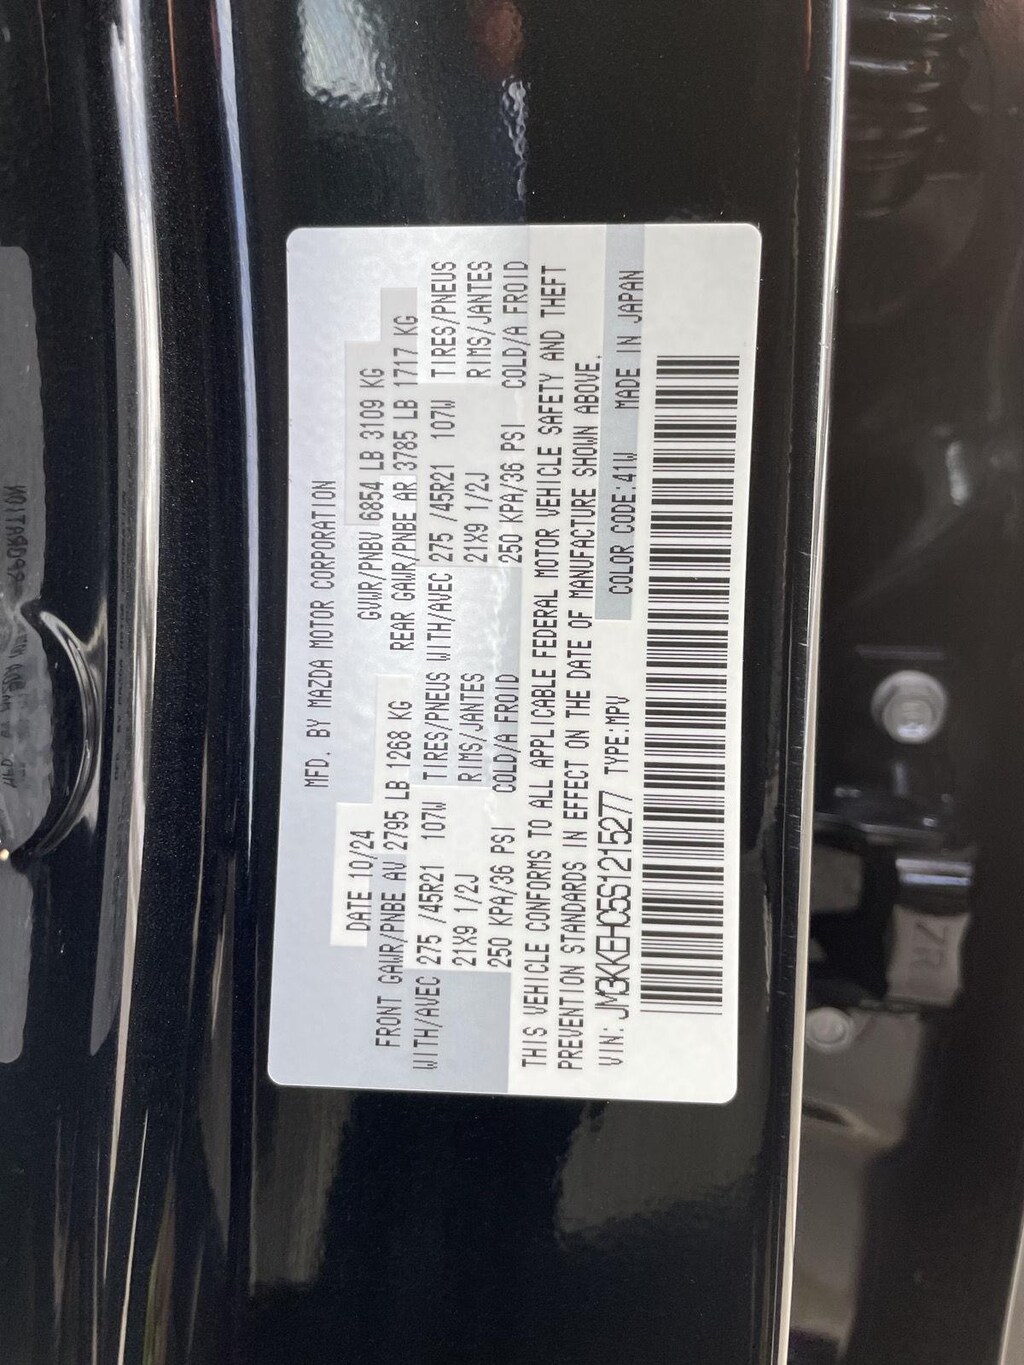 MFD. BY MAZDA MOTOR CORPORATION
DATE 10/24 GVWR/PNBV 6854 LB 3109 KG
FRONT GAWR/PNBE AV 2795 LB 1268 KG REAR GAWR/PNBE AR 3785 LB 1717 KG
WITH/AVEC 275 /45R21 107W TIRES/PNEUS WITH/AVEC 275 /45R21 107W TIRES/PNEUS
21X9 1/2J RIMS/JANTES 21X9 1/2J RIMS/JANTES
250 KPA/36 PSI COLD/A FROID 250 KPA/36 PSI COLD/A FROID
THIS VEHICLE CONFORMS TO ALL APPLICABLE FEDERAL MOTOR VEHICLE SAFETY AND THEFT
PREVENTION STANDARDS IN EFFECT ON THE DATE OF MANUFACTURE SHOWN ABOVE.
VIN: JM3KKEHC5S1215277 TYPE:MPV COLOR CODE:41W MADE IN JAPAN
7R